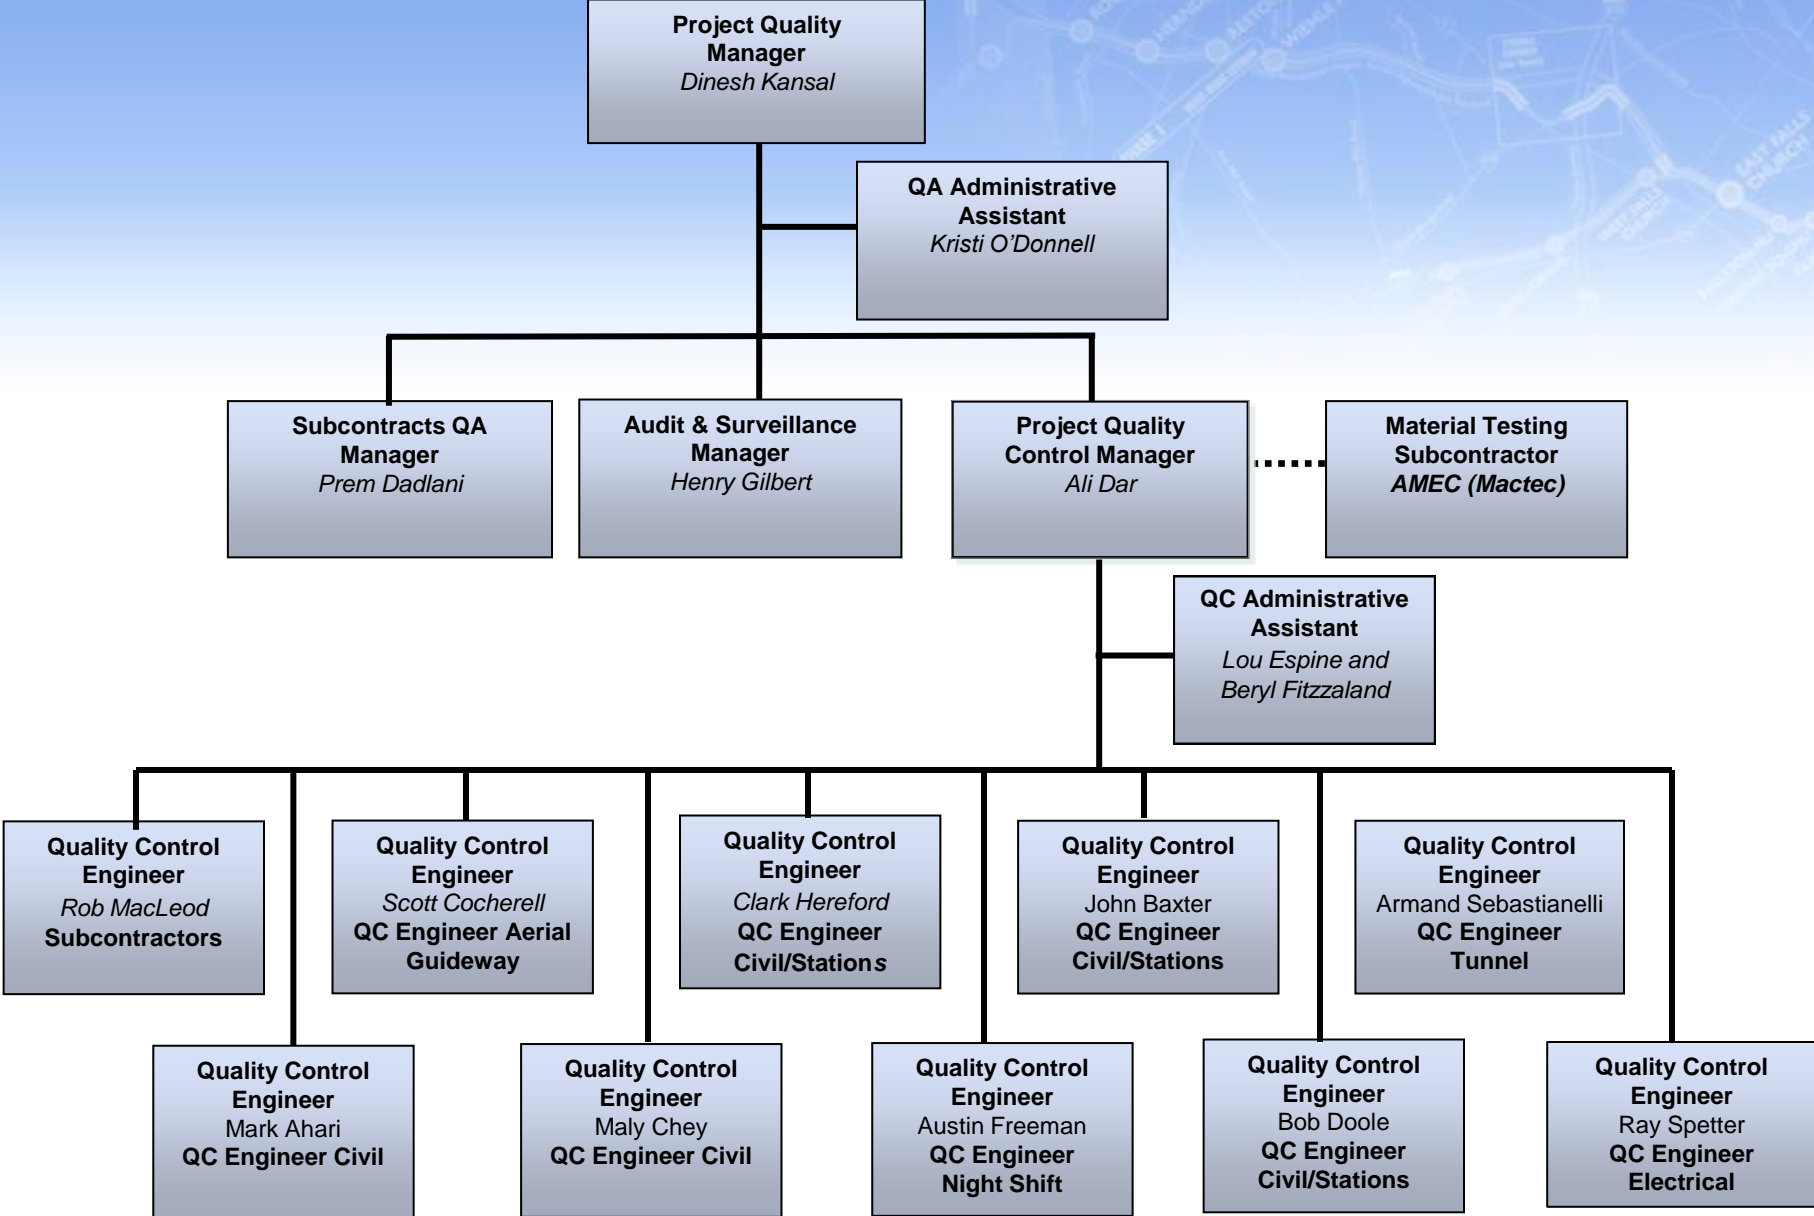 Project Quality
Manager
Dinesh Kansal
QA Administrative
Assistant
Kristi O'Donnell
Subcontracts QA
Manager
Prem Dadlani
Audit & Surveillance
Manager
Henry Gilbert
Project Quality
Control Manager
Ali Dar
Material Testing
Subcontractor
AMEC (Mactec)
QC Administrative
Assistant
Lou Espine and
Beryl Fitzzaland
Quality Control
Engineer
Rob MacLeod
Subcontractors
Quality Control
Engineer
Scott Cocherell
QC Engineer Aerial
Guideway
Quality Control
Engineer
Clark Hereford
QC Engineer
Civil/Stations
Quality Control
Engineer
John Baxter
QC Engineer
Civil/Stations
Quality Control
Engineer
Armand Sebastianelli
QC Engineer
Tunnel
Quality Control
Engineer
Mark Ahari
QC Engineer Civil
Quality Control
Engineer
Maly Chey
QC Engineer Civil
Quality Control
Engineer
Austin Freeman
QC Engineer
Night Shift
Quality Control
Engineer
Bob Doole
QC Engineer
Civil/Stations
Quality Control
Engineer
Ray Spetter
QC Engineer
Electrical
EAST FALLS
CHURCH